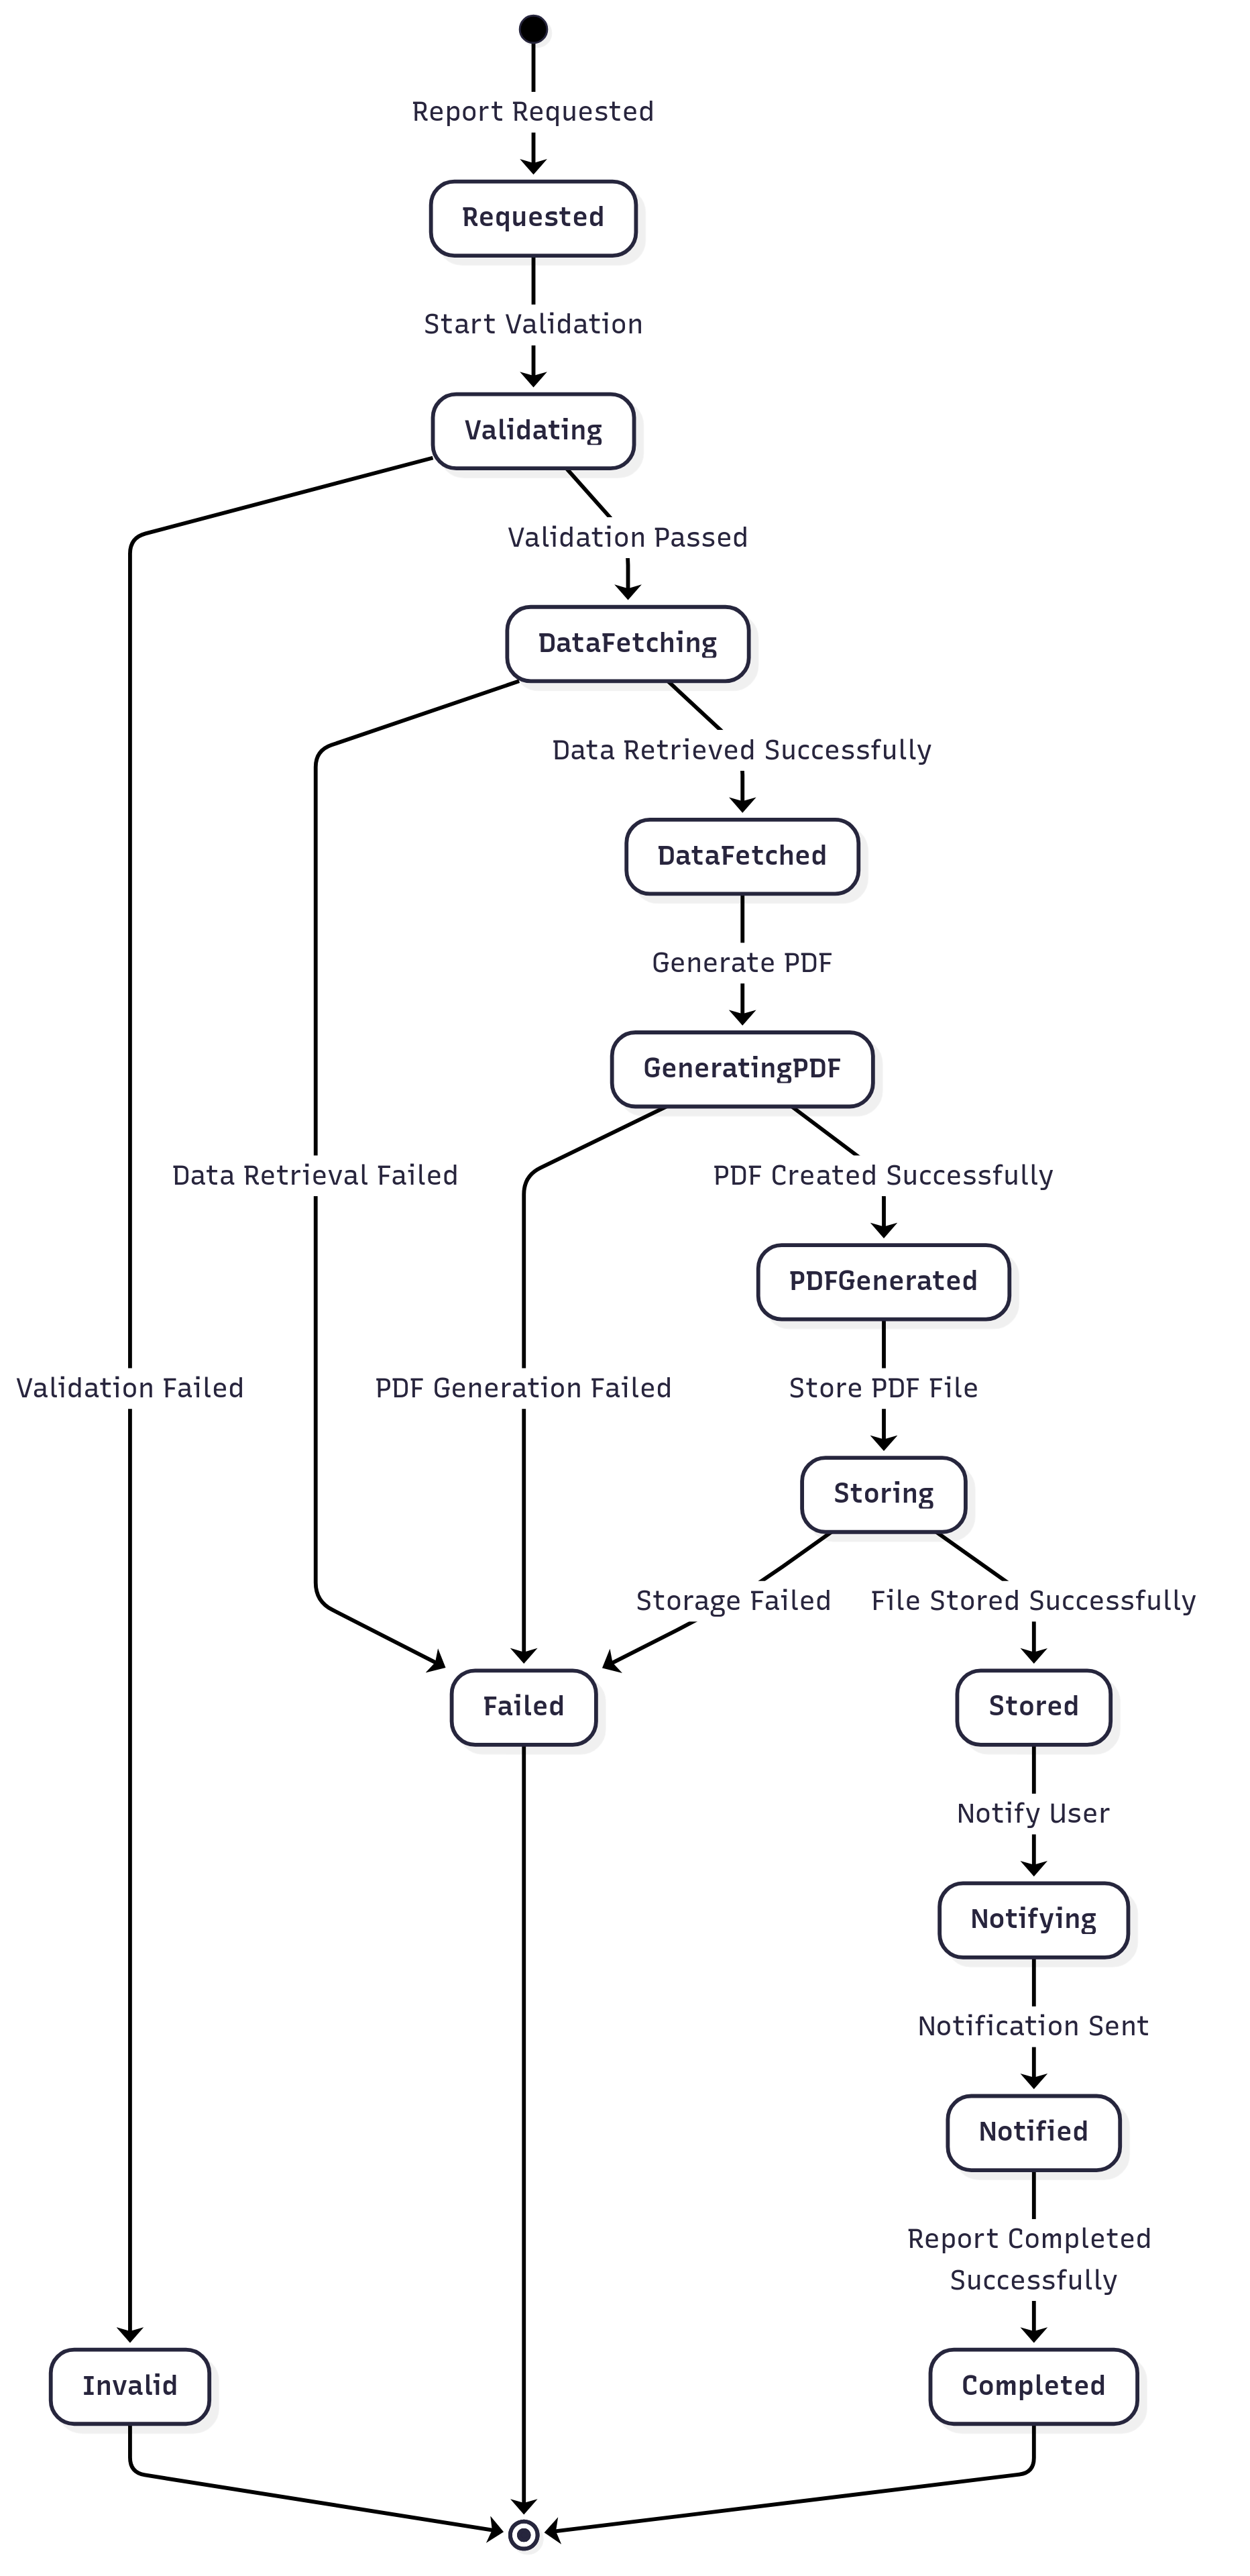 Report Requested
Requested
Start Validation
Validating
Validation Passed
DataFetching
Data Retrieved Successfully
DataFetched
Generate PDF
GeneratingPDF
Data Retrieval Failed
PDF Created Successfully
PDFGenerated
Validation Failed
PDF Generation Failed
Store PDF File
Storing
Storage Failed
File Stored Successfully
Failed
Stored
Notify User
Notifying
Notification Sent
Notified
Report Completed
Successfully
Invalid
Completed